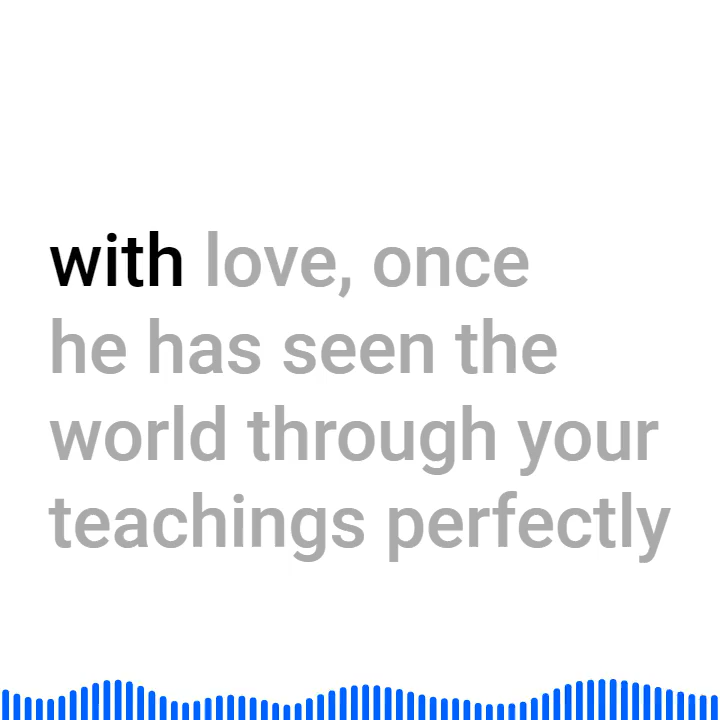 with love, once
he has seen the
world through your
teachings perfectly